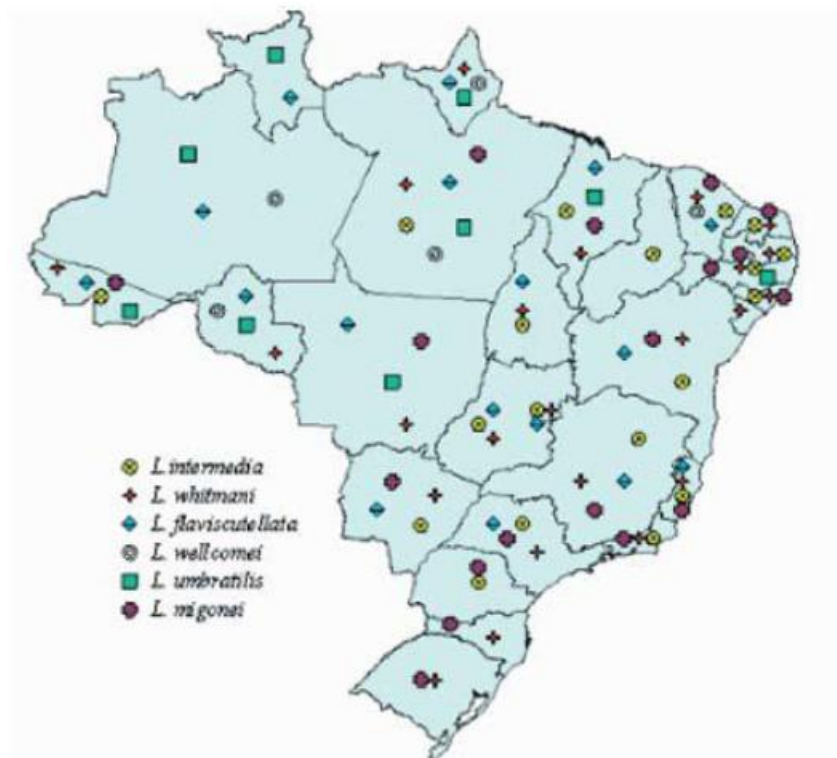 L. intermedia
L. whitmani
L. flaviscutellata
L. wellcomei
L. umbratilis
L. migonei